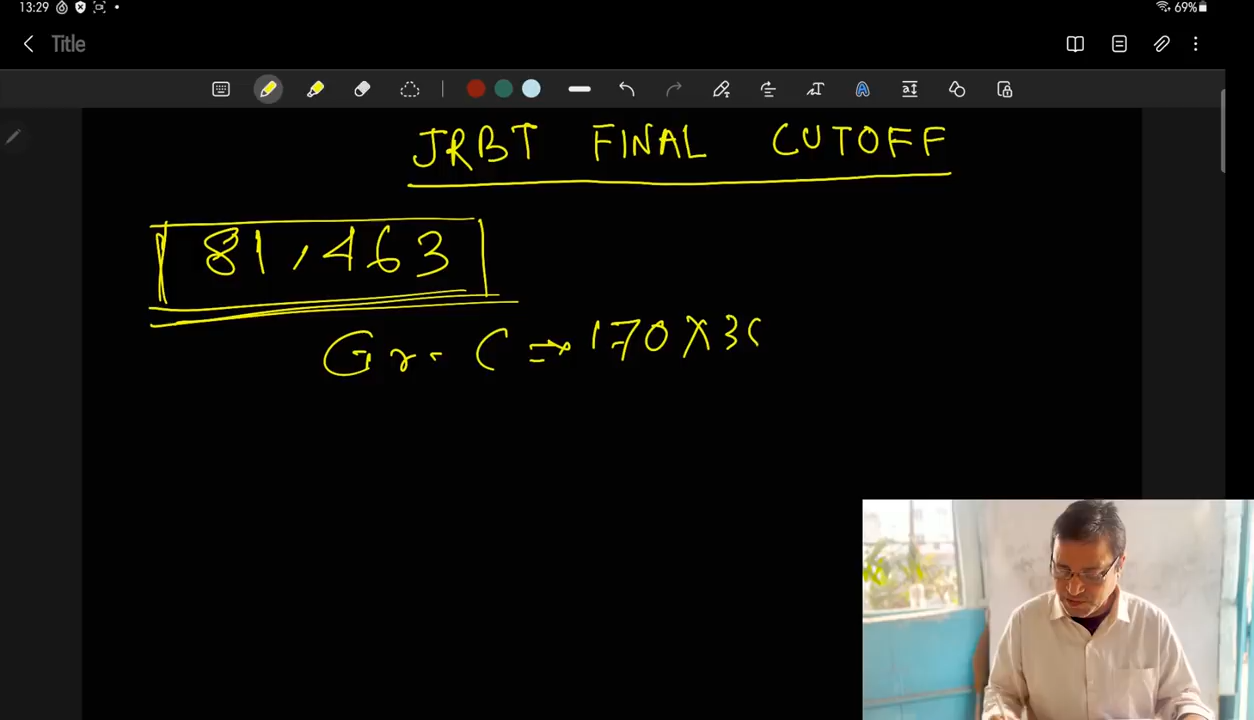 13:29 69%
Title
JRBT FINAL CUTOFF
81,463
Gr. C ⇒ 170 X 3